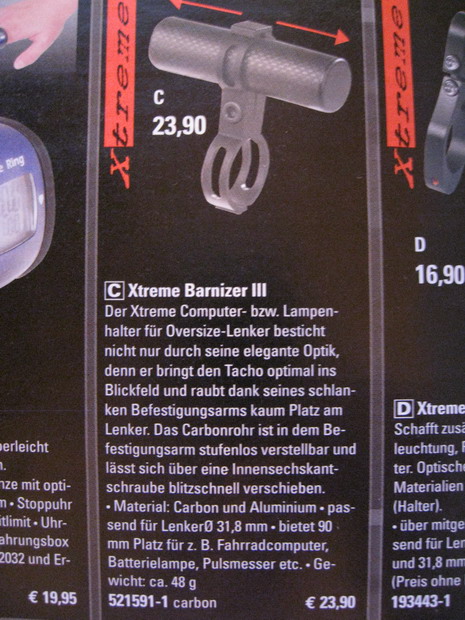 Xtreme
Xtreme
e Ring
C
23,90
D
16,90
C Xtreme Barnizer III
Der Xtreme Computer- bzw. Lampen-
halter für Oversize-Lenker besticht
nicht nur durch seine elegante Optik,
denn er bringt den Tacho optimal ins
Blickfeld und raubt dank seines schlan-
ken Befestigungsarms kaum Platz am
Lenker. Das Carbonrohr ist in dem Be-
festigungsarm stufenlos verstellbar und
lässt sich über eine Innensechskant-
schraube blitzschnell verschieben.
• Material: Carbon und Aluminium • pas-
send für LenkerØ 31,8 mm • bietet 90
mm Platz für z. B. Fahrradcomputer,
Batterielampe, Pulsmesser etc. • Ge-
wicht: ca. 48 g
521591-1 carbon € 23,90
erleicht
n.
nze mit opti-
m • Stoppuhr
itlimit • Uhr-
ahrungsbox
2032 und Er-
€ 19,95
D Xtreme
Schafft zusä
leuchtung, F
ter. Optische
Materialien
(Halter).
• über mitge
send für Len
und 31,8 mm
(Preis ohne
193443-1